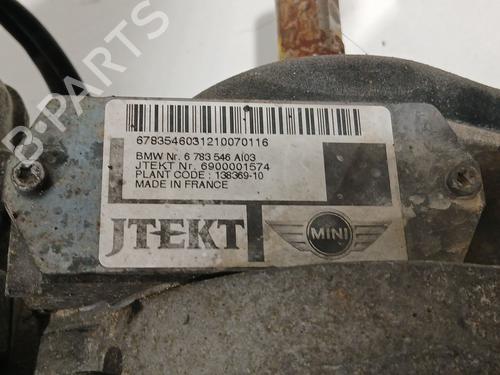 6783546031210070116
BMW Nr. 6 783 546 AI03
JTEKT Nr. 6900001574
PLANT CODE : 138369-10
MADE IN FRANCE
JTEKT
MINI
B-PARTS